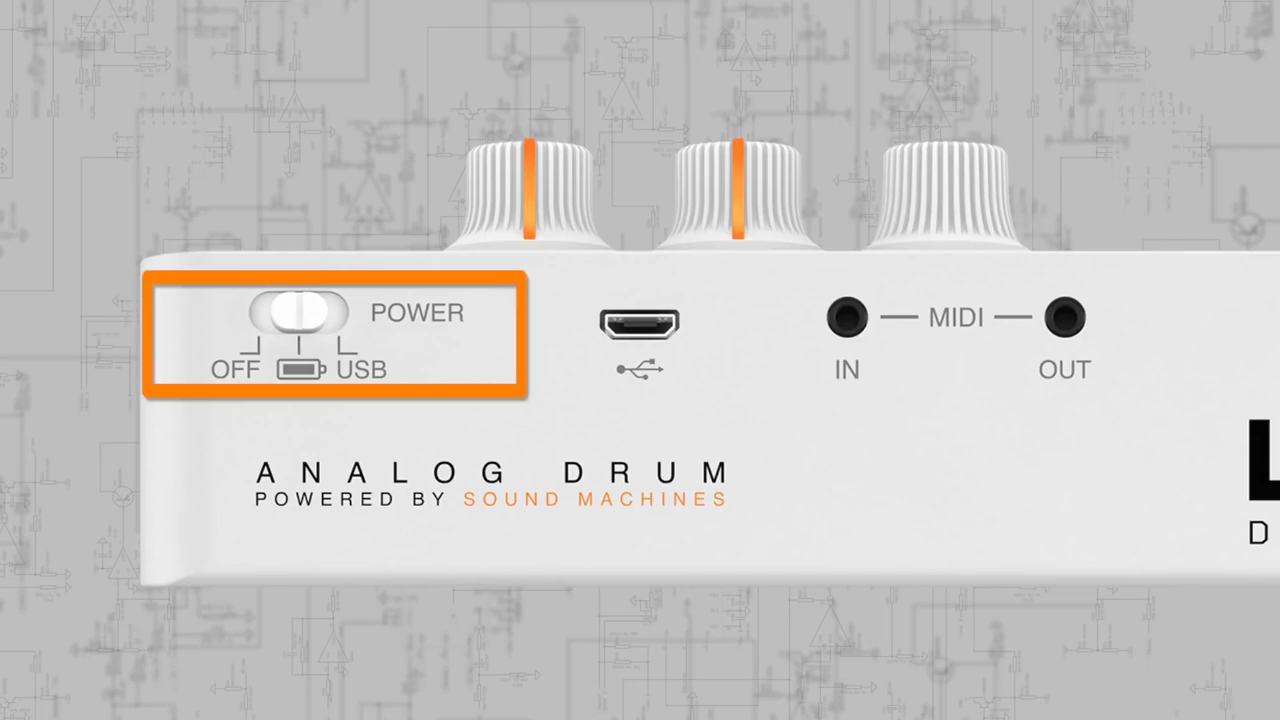 POWER
OFF USB
MIDI
IN OUT
ANALOG DRUM
POWERED BY SOUND MACHINES
L
D